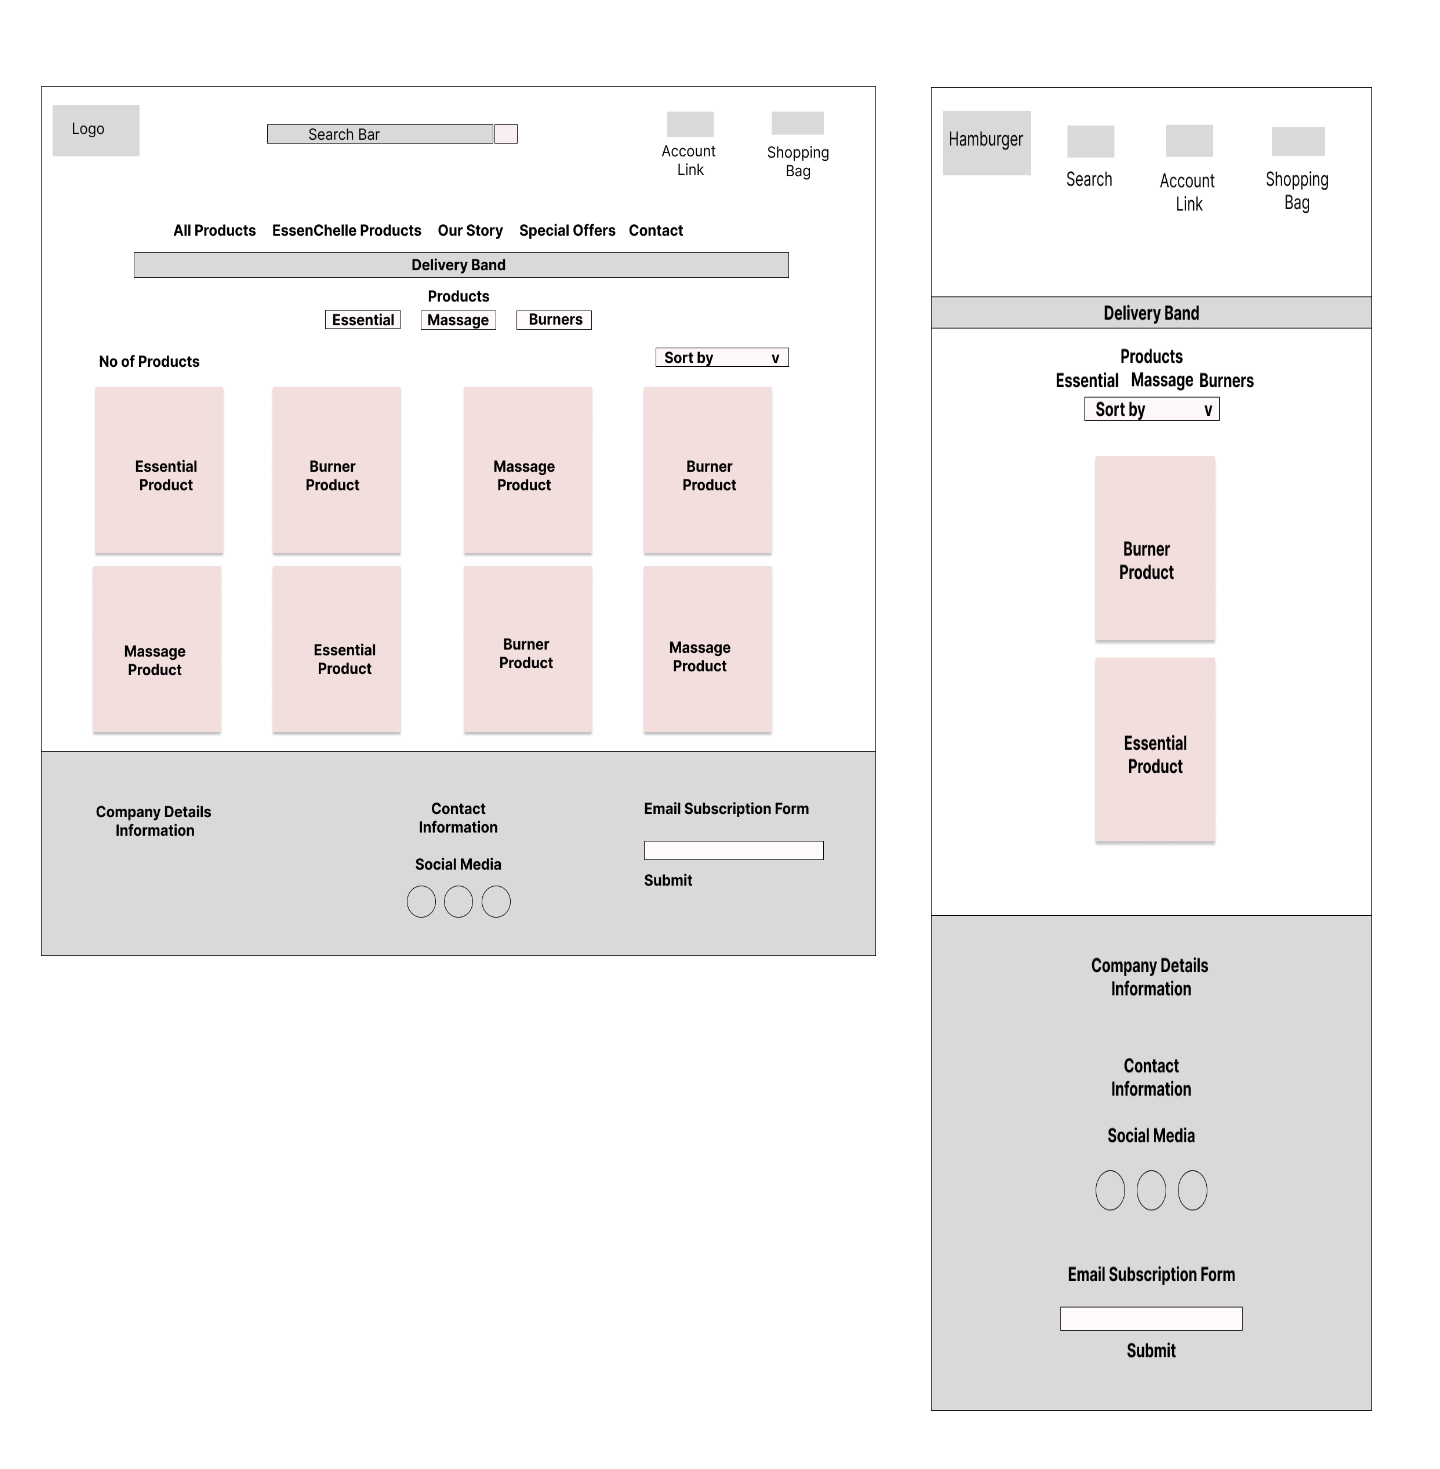 Logo
Search Bar
Account
Link
Shopping
Bag
All Products EssenChelle Products Our Story Special Offers Contact
Delivery Band
Products
Essential Massage Burners
No of Products
Sort by v
Essential
Product
Burner
Product
Massage
Product
Burner
Product
Massage
Product
Essential
Product
Burner
Product
Massage
Product
Company Details
Information
Contact
Information
Social Media
Email Subscription Form
Submit
Hamburger
Search
Account
Link
Shopping
Bag
Delivery Band
Products
Essential Massage Burners
Sort by v
Burner
Product
Essential
Product
Company Details
Information
Contact
Information
Social Media
Email Subscription Form
Submit